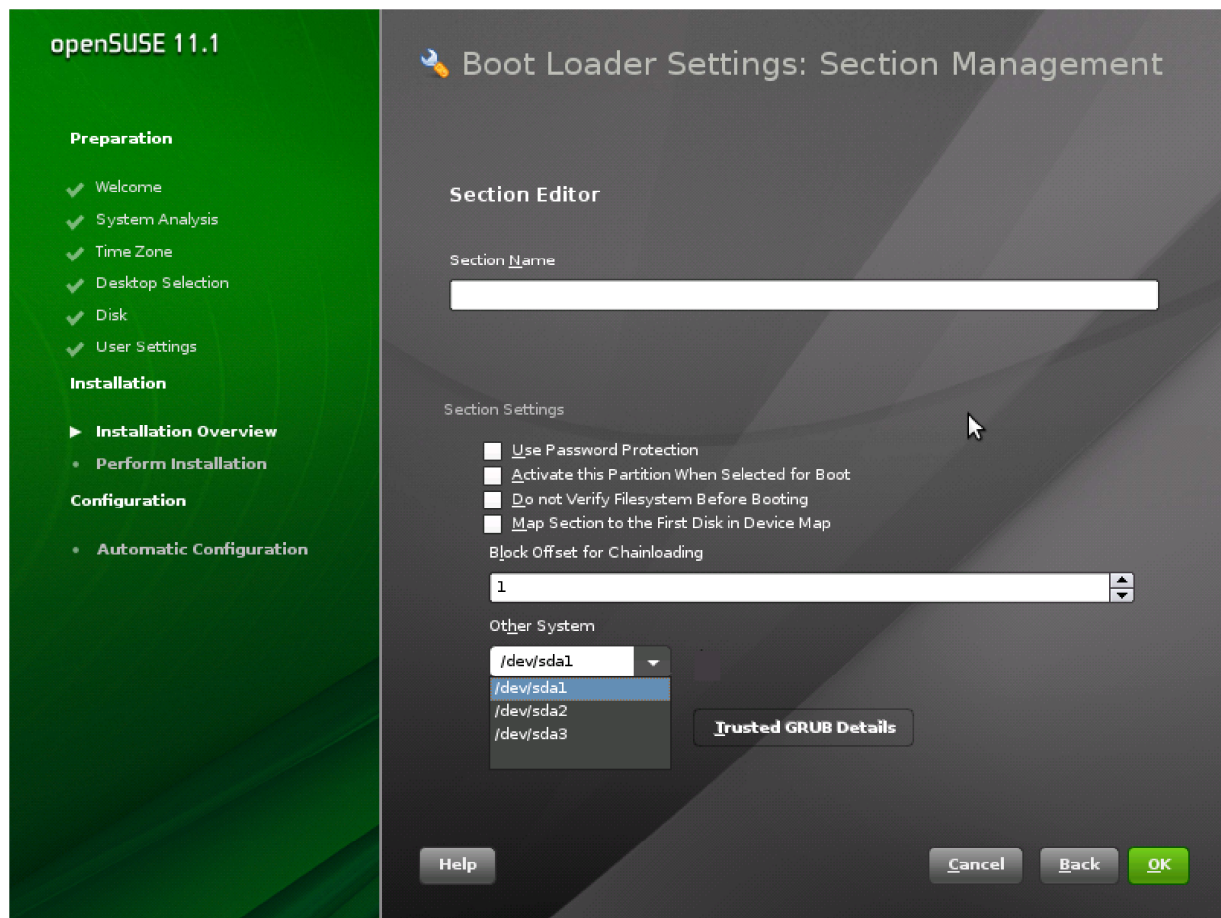 openSUSE 11.1
Preparation
Welcome
System Analysis
Time Zone
Desktop Selection
Disk
User Settings
Installation
Installation Overview
Perform Installation
Configuration
Automatic Configuration
Boot Loader Settings: Section Management
Section Editor
Section Name
Section Settings
Use Password Protection
Activate this Partition When Selected for Boot
Do not Verify Filesystem Before Booting
Map Section to the First Disk in Device Map
Block Offset for Chainloading
1
Other System
/dev/sda1
/dev/sda1
/dev/sda2
/dev/sda3
Trusted GRUB Details
Help
Cancel
Back
OK